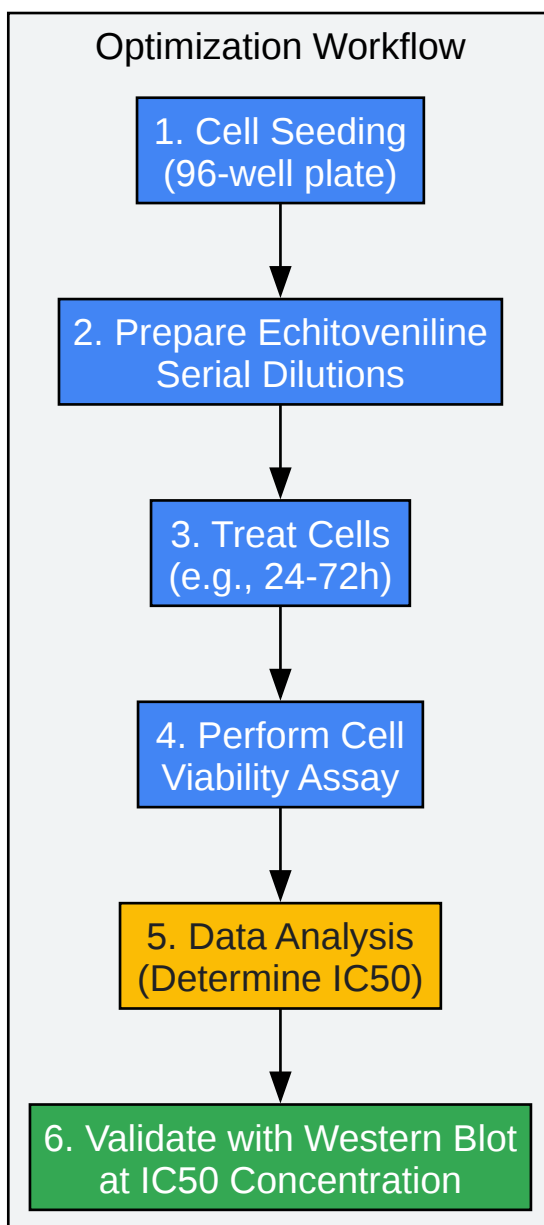 Optimization Workflow
1. Cell Seeding
(96-well plate)
2. Prepare Echitoveniline
Serial Dilutions
3. Treat Cells
(e.g., 24-72h)
4. Perform Cell
Viability Assay
5. Data Analysis
(Determine IC50)
6. Validate with Western Blot
at IC50 Concentration